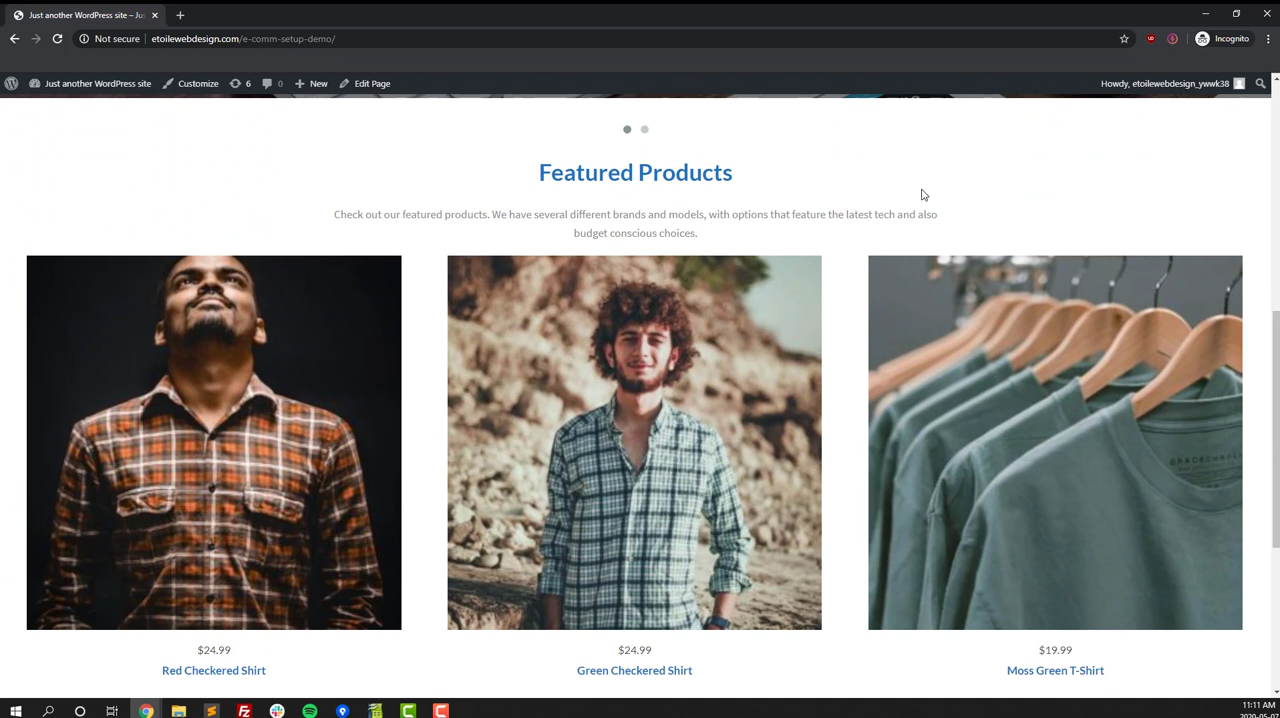 Just another WordPress site – Ju
Not secure
etoilewebdesign.com/e-comm-setup-demo/
Incognito
Just another WordPress site
Customize
6
0
New
Edit Page
Howdy, etoilewebdesign_ywwk38
Featured Products
Check out our featured products. We have several different brands and models, with options that feature the latest tech and also
budget conscious choices.
$24.99
Red Checkered Shirt
$24.99
Green Checkered Shirt
$19.99
Moss Green T-Shirt
11:11 AM